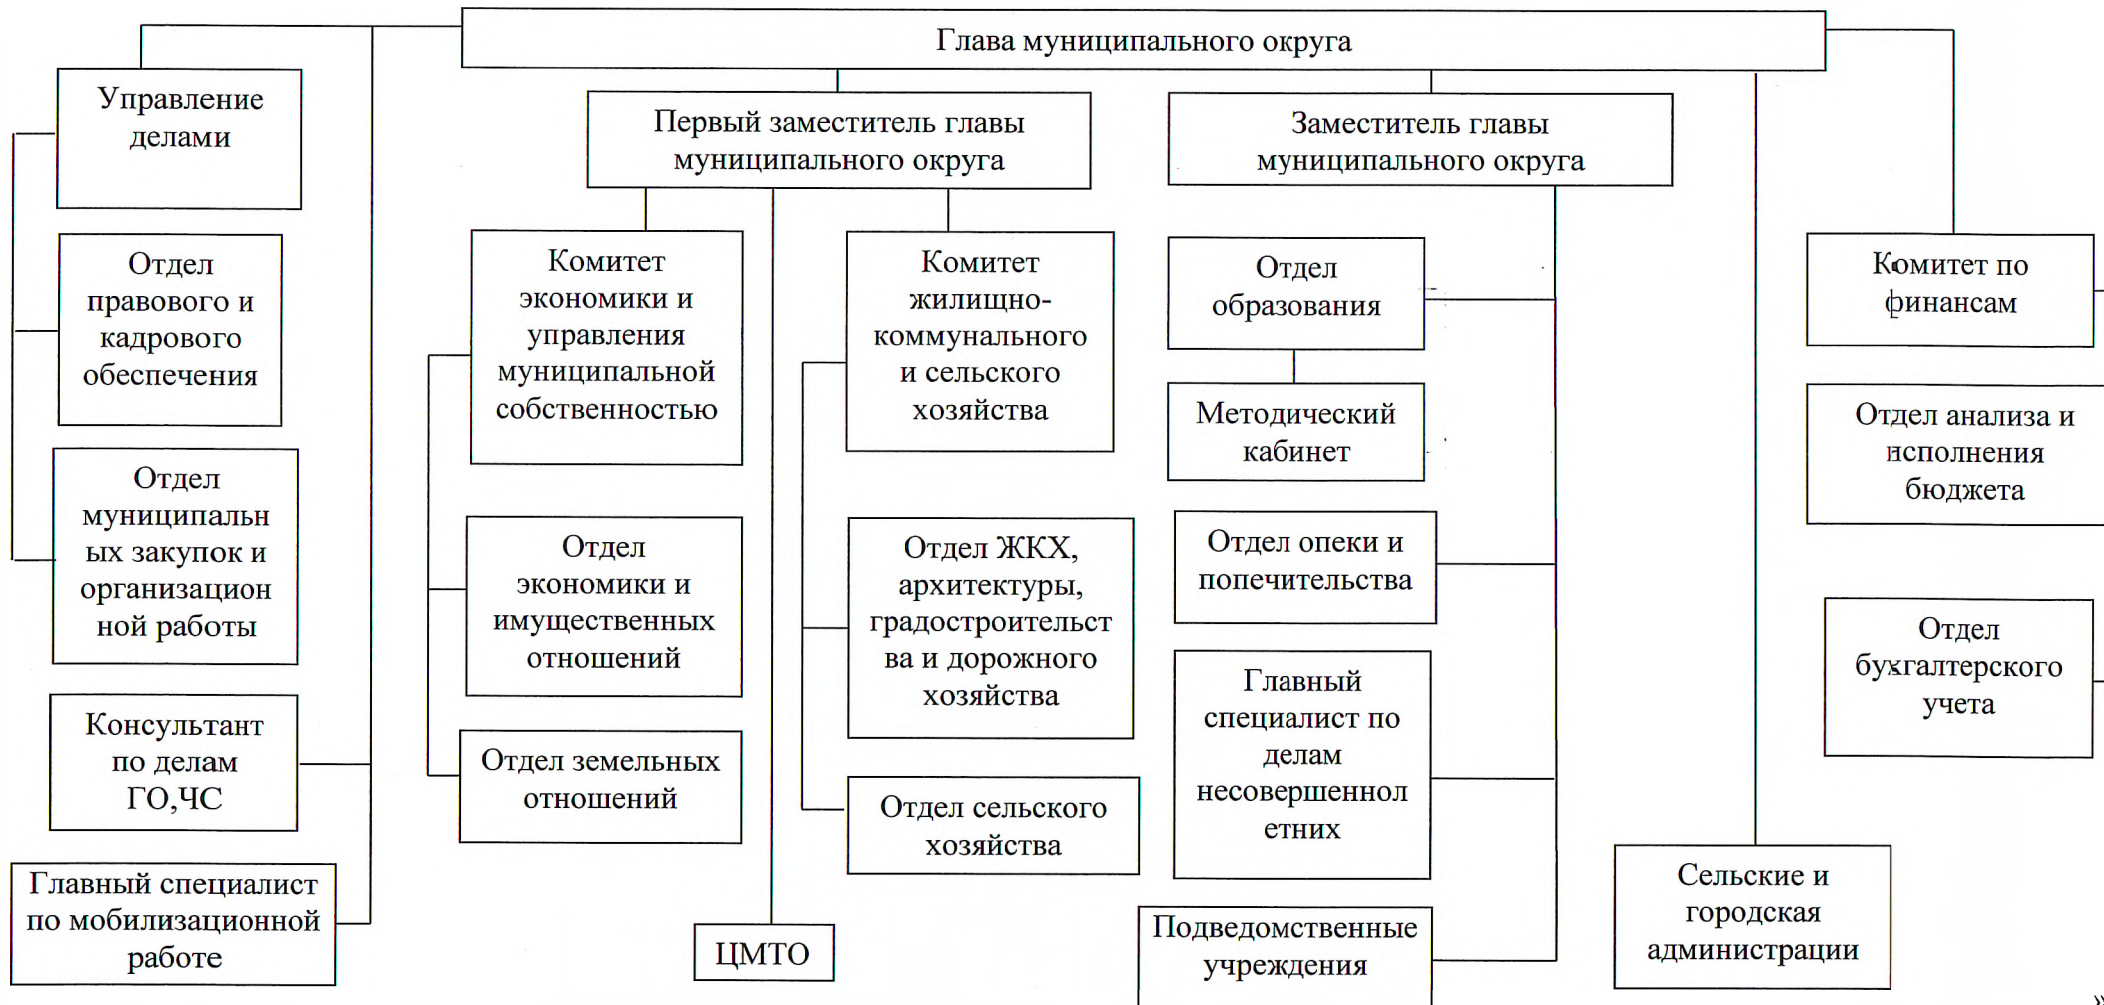 Глава муниципального округа
Управление
делами
Первый заместитель главы
муниципального округа
Заместитель главы
муниципального округа
Отдел
правового и
кадрового
обеспечения
Комитет
экономики и
управления
муниципальной
собственностью
Комитет
жилищно-
коммунального
и сельского
хозяйства
Отдел
образования
Комитет по
финансам
Методический
кабинет
Отдел анализа и
исполнения
бюджета
Отдел
муниципальн
ых закупок и
организацион
ной работы
Отдел
экономики и
имущественных
отношений
Отдел ЖКХ,
архитектуры,
градостроительст
ва и дорожного
хозяйства
Отдел опеки и
попечительства
Отдел
бухгалтерского
учета
Консультант
по делам
ГО,ЧС
Отдел земельных
отношений
Главный
специалист по
делам
несовершеннол
етних
Отдел сельского
хозяйства
Главный специалист
по мобилизационной
работе
ЦМТО
Подведомственные
учреждения
Сельские и
городская
администрации
»